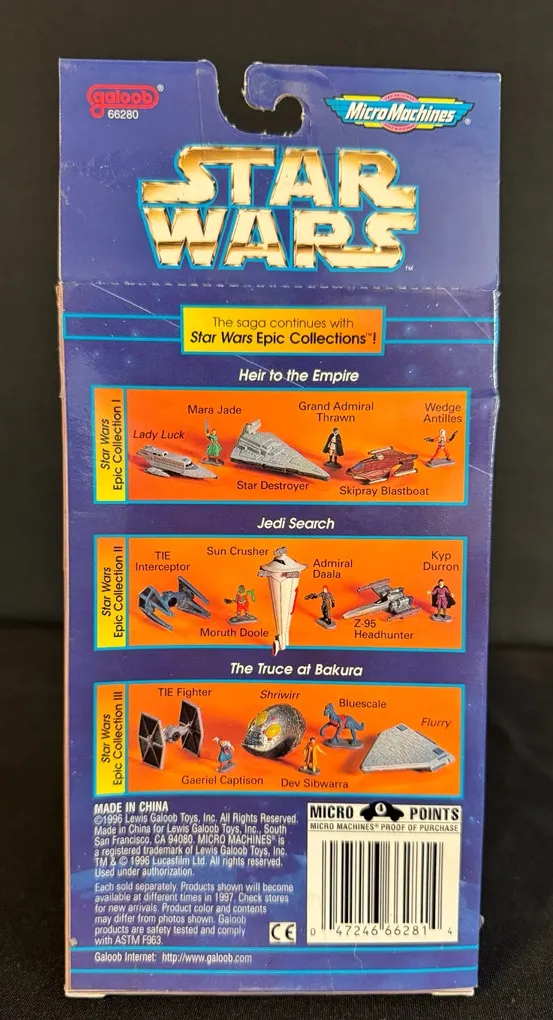 galoob®
66280
MicroMachines®
STAR
WARS™
The saga continues with
Star Wars Epic Collections™!
Heir to the Empire
Star Wars
Epic Collection I
Lady Luck
Mara Jade
Star Destroyer
Grand Admiral
Thrawn
Skipray Blastboat
Wedge
Antilles
Jedi Search
Star Wars
Epic Collection II
TIE
Interceptor
Sun Crusher
Moruth Doole
Admiral
Daala
Z-95
Headhunter
Kyp
Durron
The Truce at Bakura
Star Wars
Epic Collection III
TIE Fighter
Shriwirr
Bluescale
Flurry
Gaeriel Captison
Dev Sibwarra
MADE IN CHINA
©1996 Lewis Galoob Toys, Inc. All Rights Reserved.
Made in China for Lewis Galoob Toys, Inc., South
San Francisco, CA 94080. MICRO MACHINES® is
a registered trademark of Lewis Galoob Toys, Inc.
TM & © 1996 Lucasfilm Ltd. All rights reserved.
Used under authorization.
Each sold separately. Products shown will become
available at different times in 1997. Check stores
for new arrivals. Product color and contents
may differ from photos shown. Galoob
products are safety tested and comply
with ASTM F963.
CE
Galoob Internet: http://www.galoob.com
MICRO POINTS
MICRO MACHINES® PROOF OF PURCHASE
0 47246 66281 4